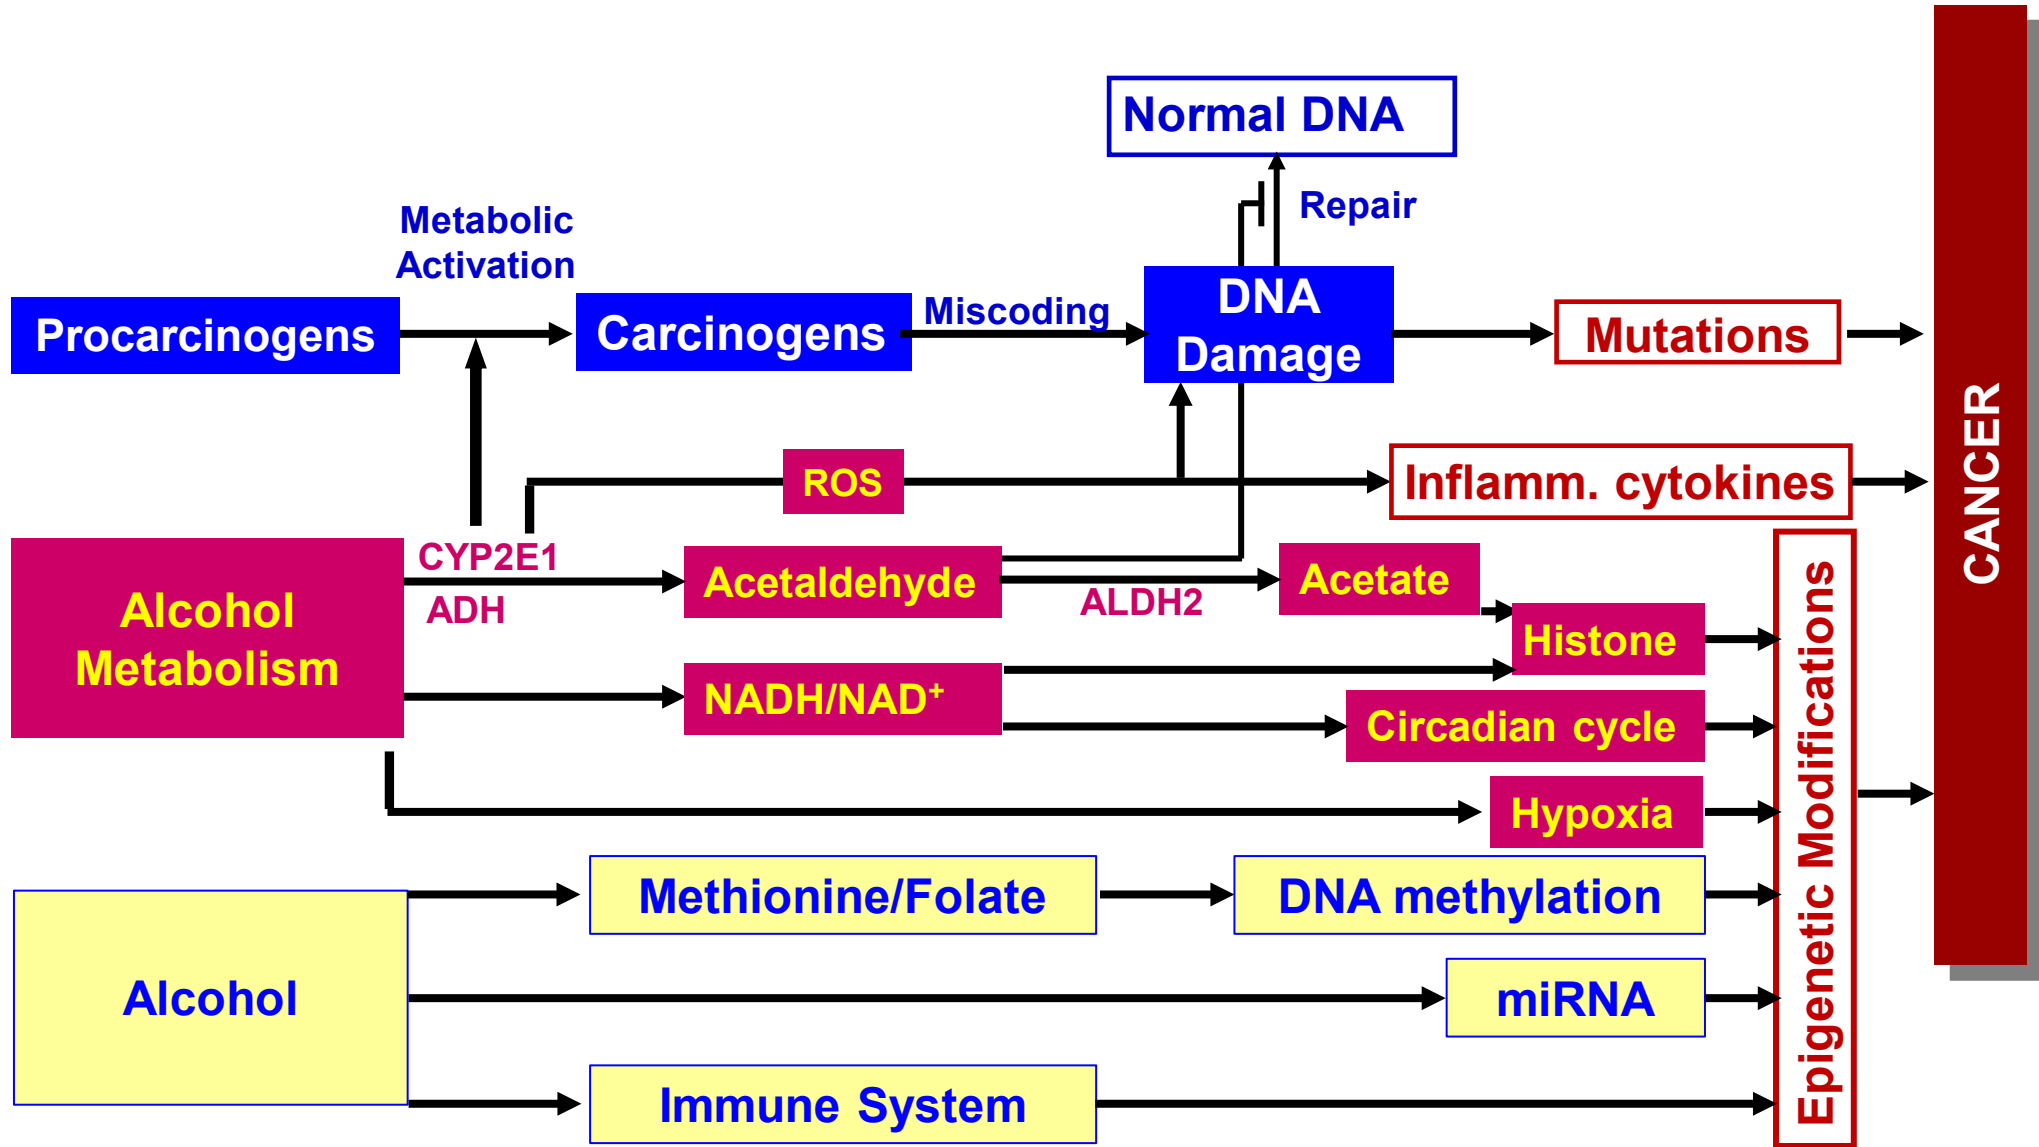 Normal DNA
Repair
Metabolic
Activation
Procarcinogens
Carcinogens
Miscoding
DNA
Damage
Mutations
CANCER
ROS
Inflamm. cytokines
Alcohol
Metabolism
CYP2E1
ADH
Acetaldehyde
ALDH2
Acetate
Histone
NADH/NAD⁺
Circadian cycle
Hypoxia
Epigenetic Modifications
Alcohol
Methionine/Folate
DNA methylation
miRNA
Immune System